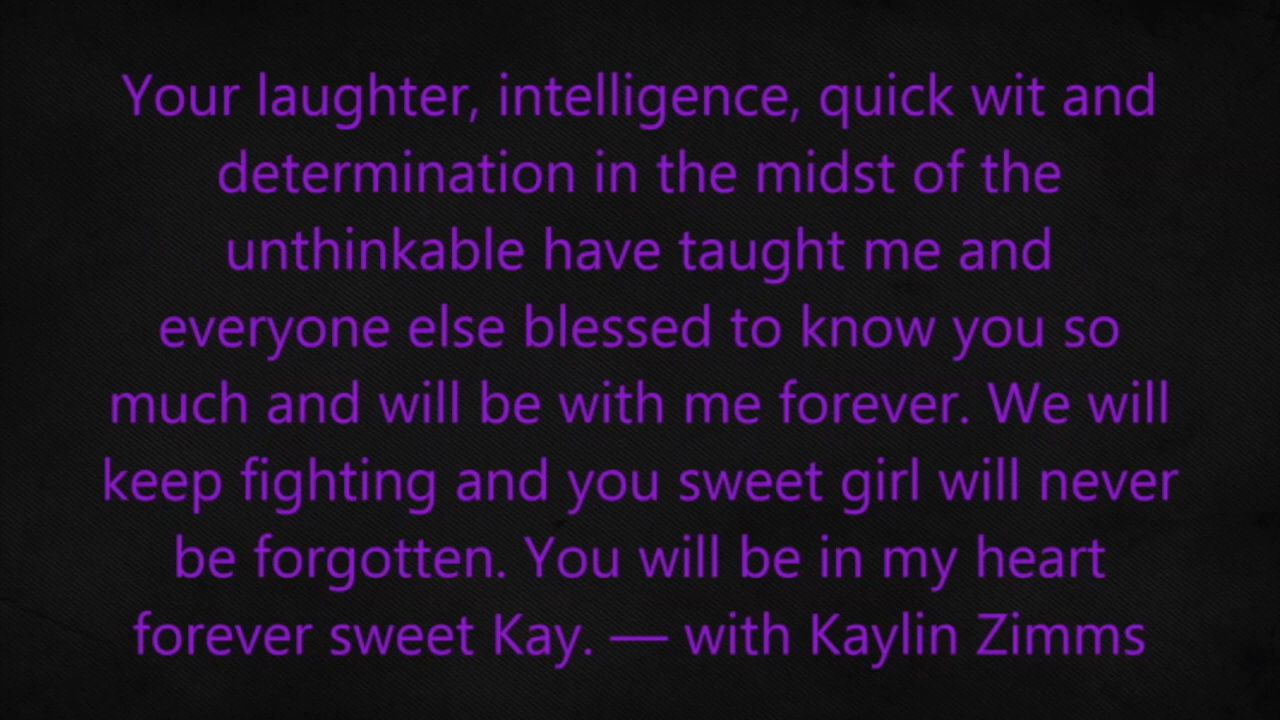 Your laughter, intelligence, quick wit and
determination in the midst of the
unthinkable have taught me and
everyone else blessed to know you so
much and will be with me forever. We will
keep fighting and you sweet girl will never
be forgotten. You will be in my heart
forever sweet Kay. — with Kaylin Zimms